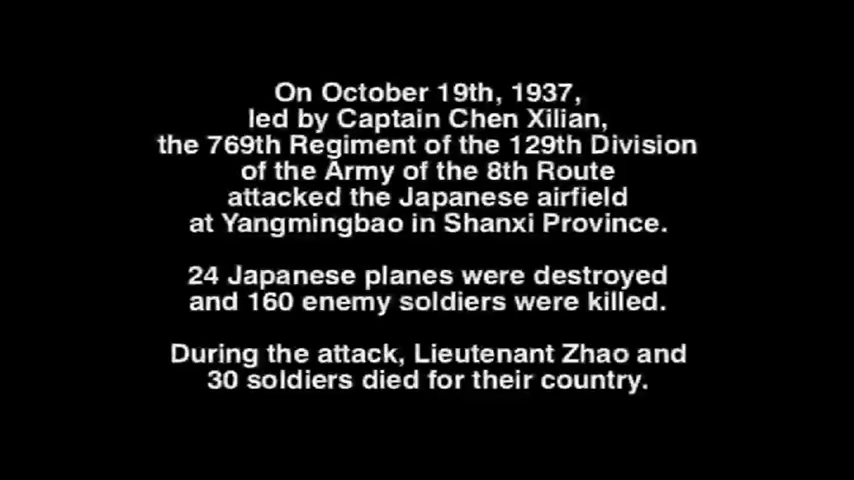 On October 19th, 1937,
led by Captain Chen Xilian,
the 769th Regiment of the 129th Division
of the Army of the 8th Route
attacked the Japanese airfield
at Yangmingbao in Shanxi Province.
24 Japanese planes were destroyed
and 160 enemy soldiers were killed.
During the attack, Lieutenant Zhao and
30 soldiers died for their country.